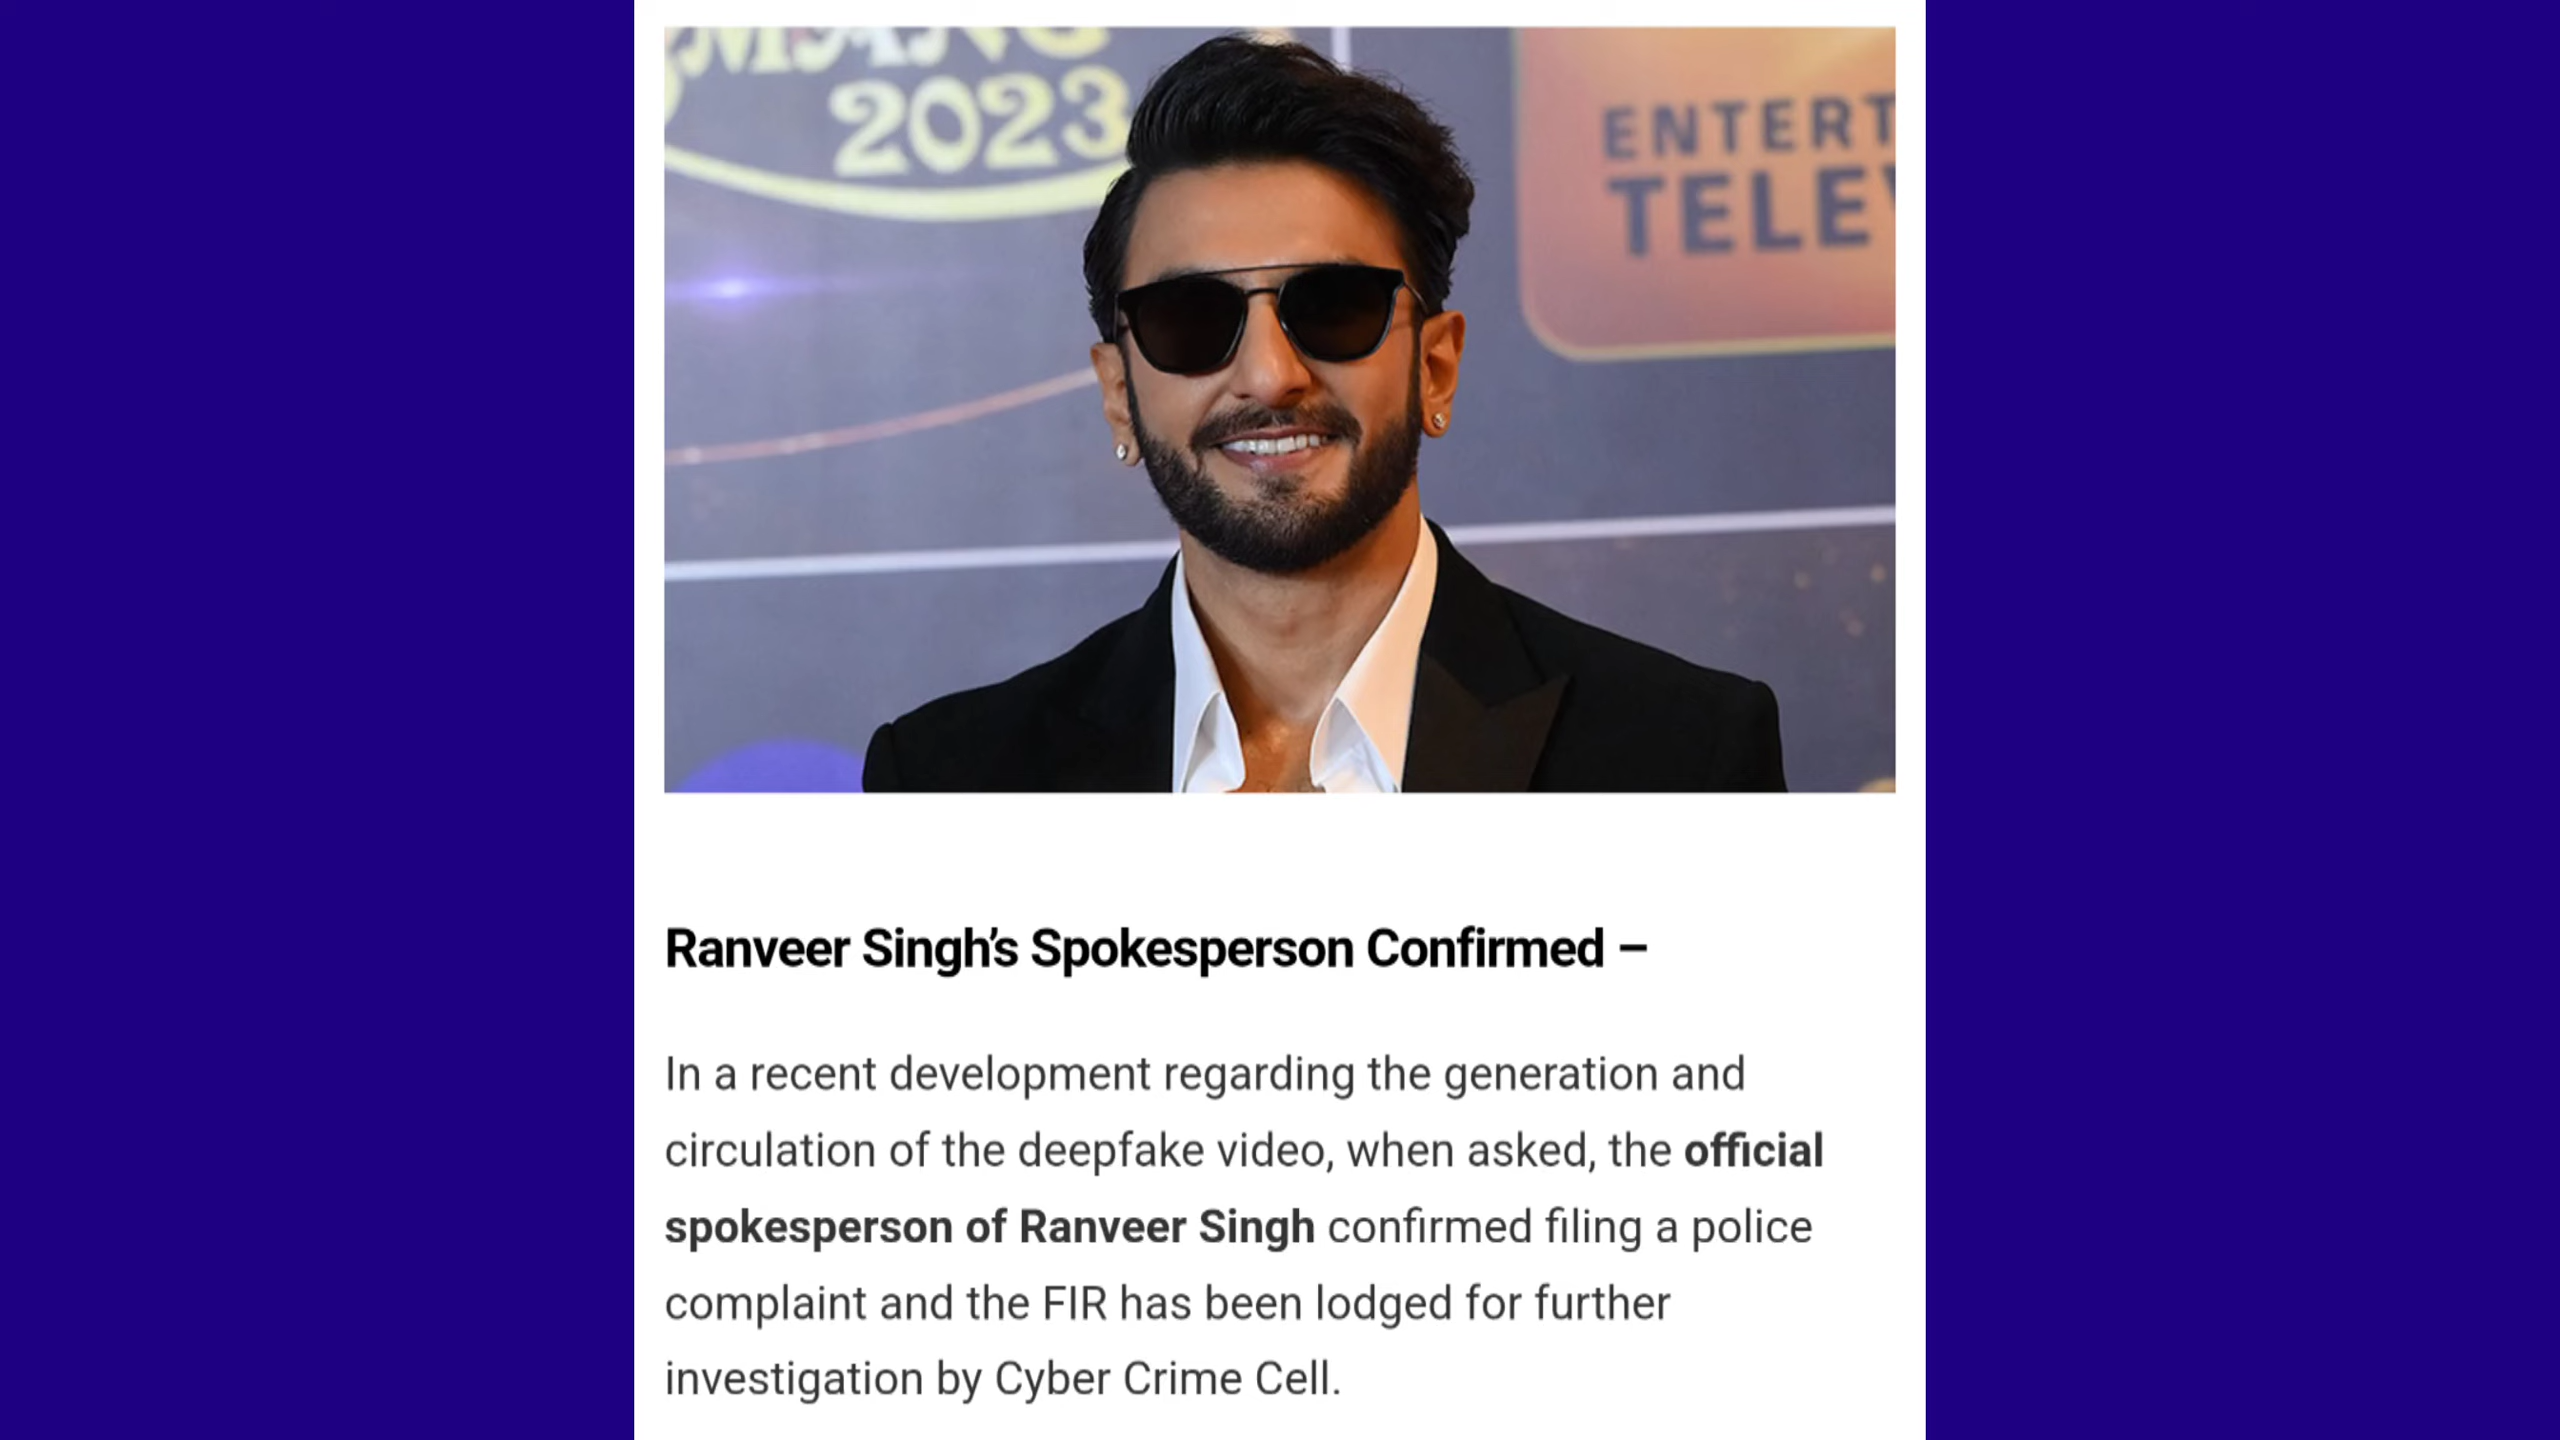 2023
ENTERT
TELEV
Ranveer Singh’s Spokesperson Confirmed –
In a recent development regarding the generation and
circulation of the deepfake video, when asked, the official
spokesperson of Ranveer Singh confirmed filing a police
complaint and the FIR has been lodged for further
investigation by Cyber Crime Cell.